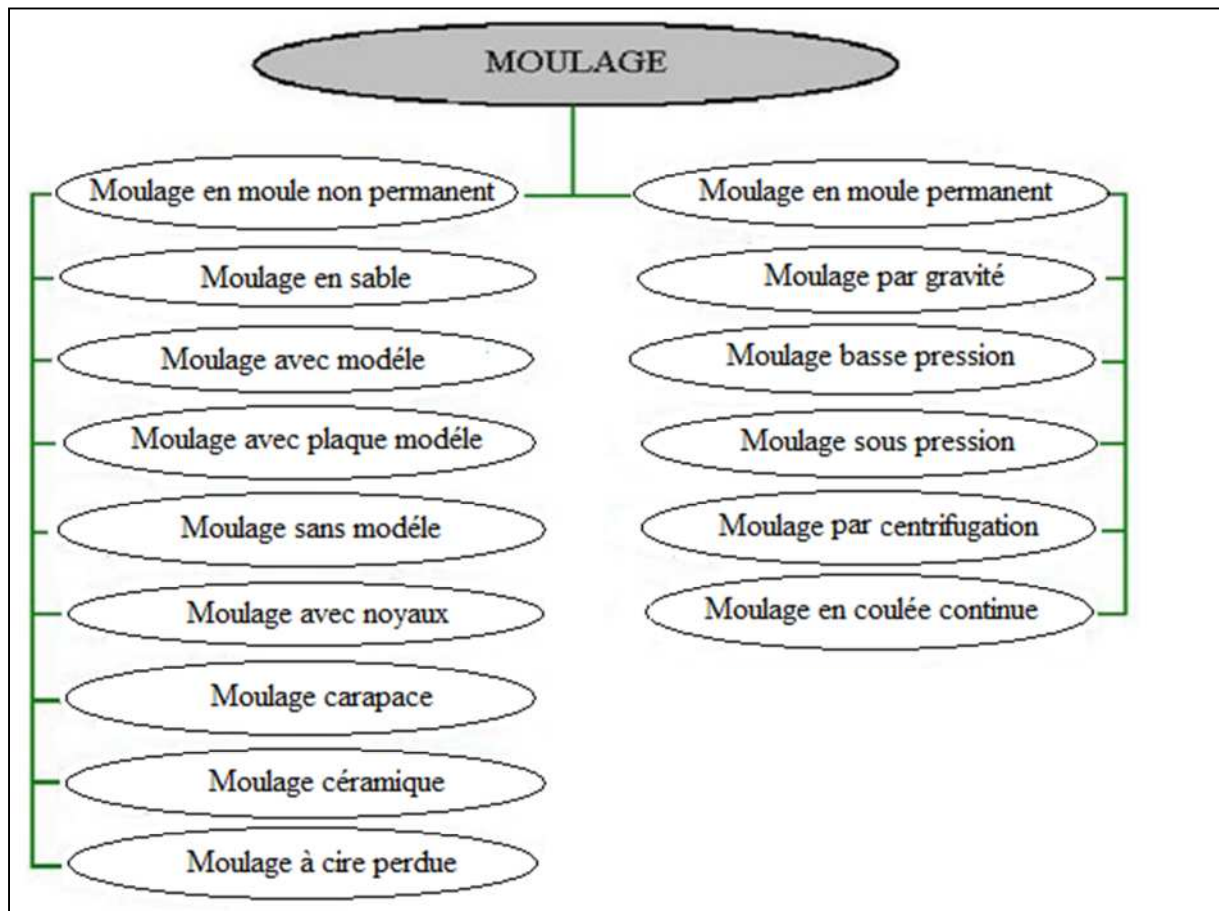 MOULAGE
Moulage en moule non permanent
Moulage en sable
Moulage avec modéle
Moulage avec plaque modéle
Moulage sans modéle
Moulage avec noyaux
Moulage carapace
Moulage céramique
Moulage à cire perdue
Moulage en moule permanent
Moulage par gravité
Moulage basse pression
Moulage sous pression
Moulage par centrifugation
Moulage en coulée continue